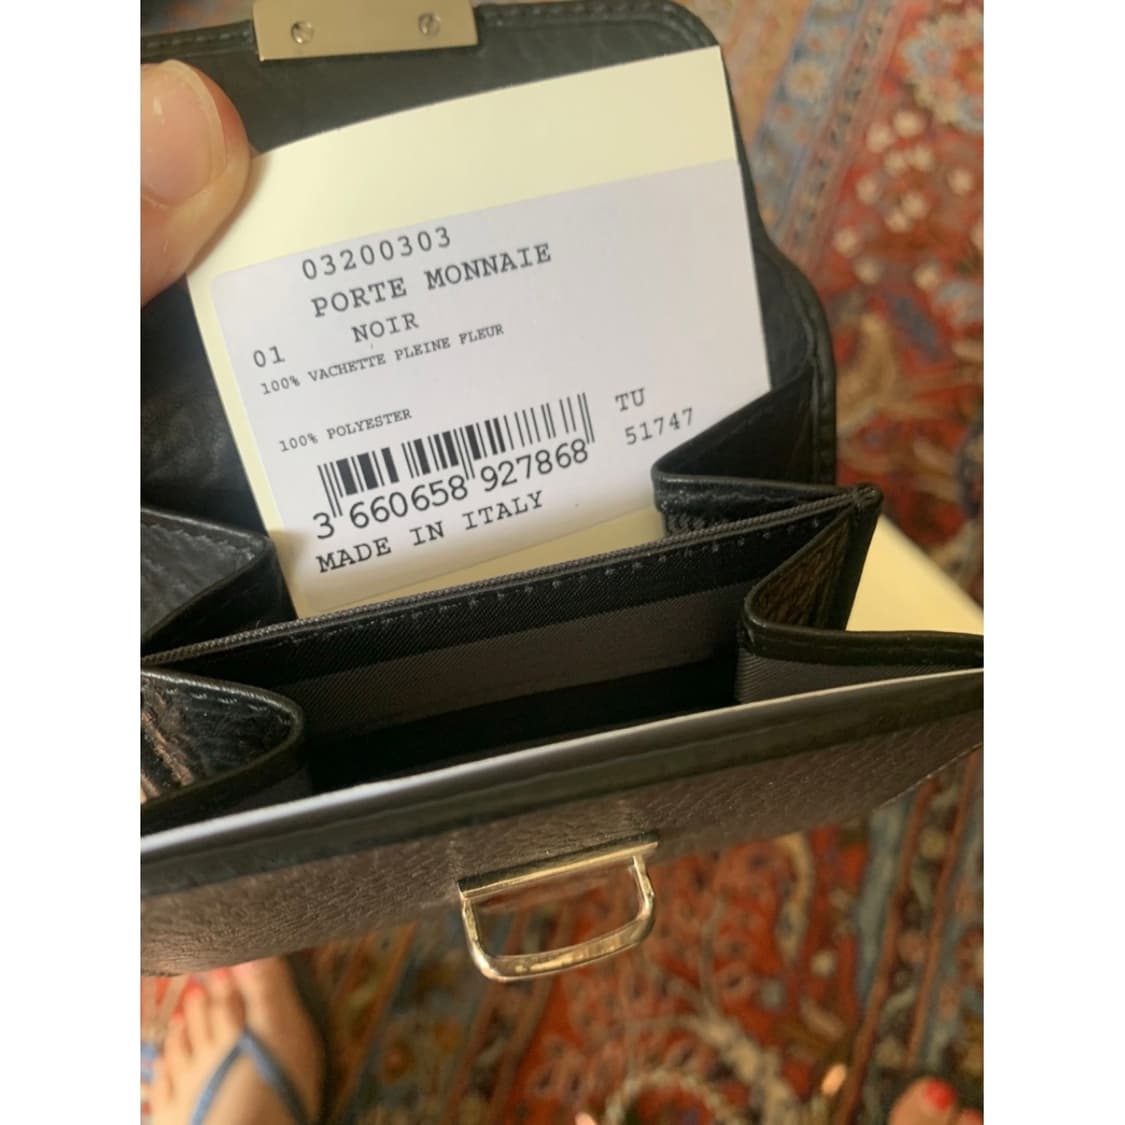 03200303
PORTE MONNAIE
01 NOIR
100% VACHETTE PLEINE FLEUR
100% POLYESTER
TU
51747
3 660658 927868
MADE IN ITALY